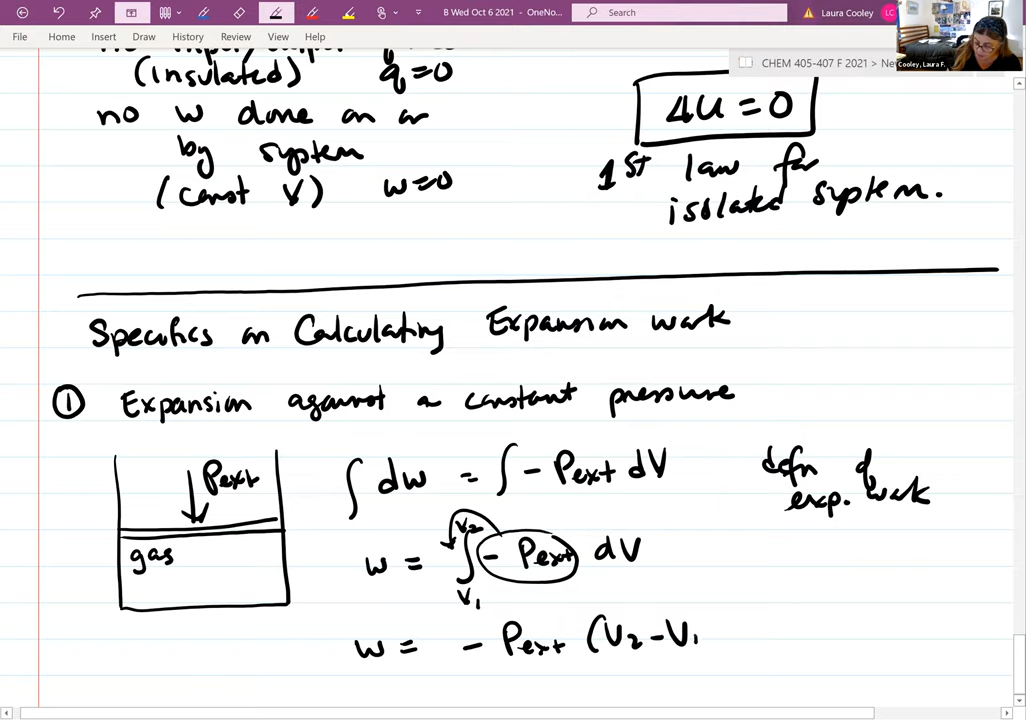 B Wed Oct 6 2021 - OneNo...
Search
Laura Cooley
LC
File Home Insert Draw History Review View Help
CHEM 405-407 F 2021 >
Cooley, Laura F.
(insulated) q=0
no w done on or
by system
(const V) w=0
ΔU = 0
1st law for
isolated system.
Specifics on Calculating Expansion work
① Expansion against a constant pressure
Pext
gas
∫ dw = ∫ - Pext dV
defn of
exp. work
w = ∫ - Pext dV
V2
V1
w = - Pext (V2 - V1